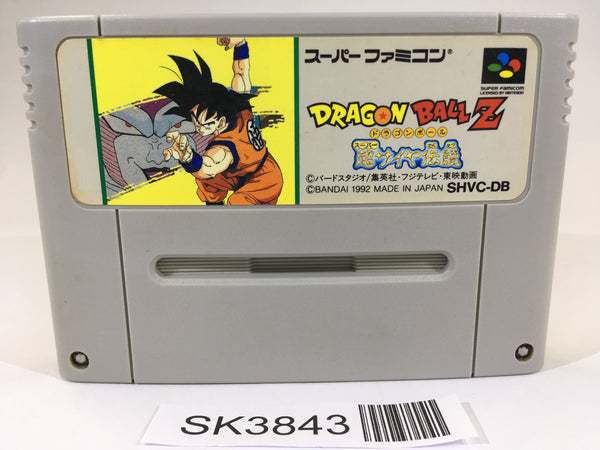 スーパーファミコン®
SUPER FAMICOM
LICENSED BY NINTENDO
DRAGON BALL Z
ドラゴンボール
スーパー
超サイヤ伝説
©バードスタジオ/集英社・フジテレビ・東映動画
©BANDAI 1992 MADE IN JAPAN SHVC-DB
SK3843